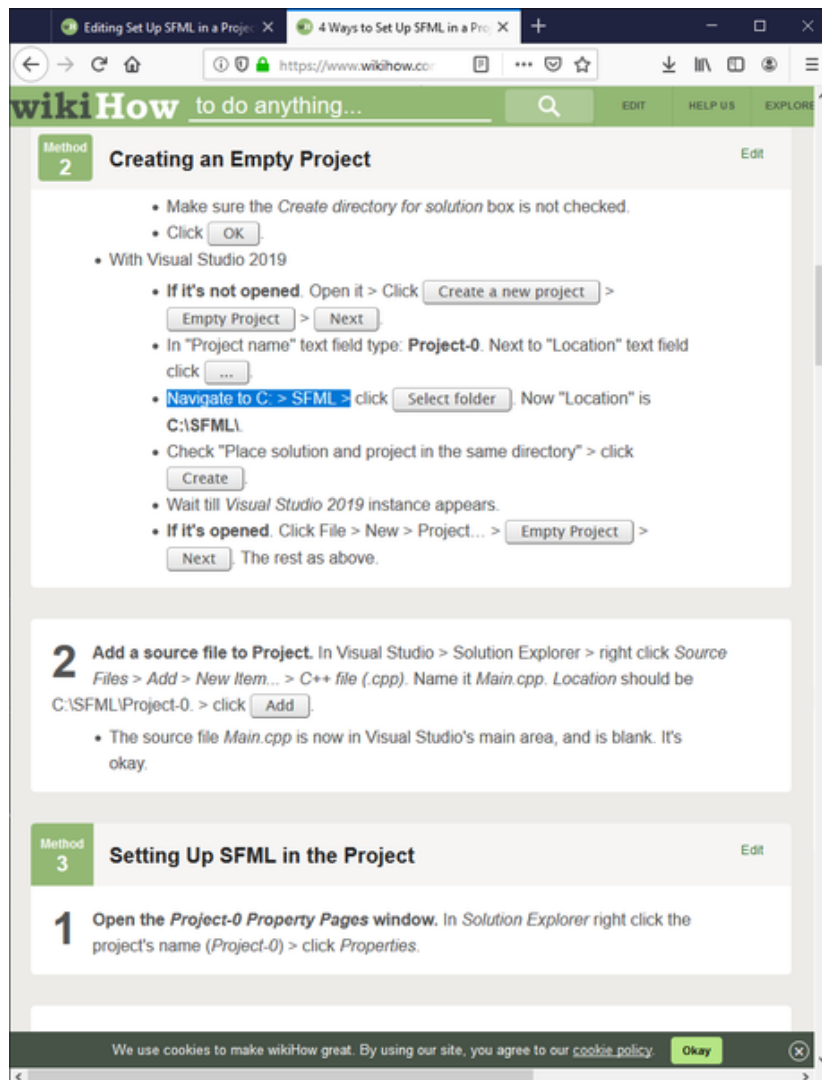 Editing Set Up SFML in a Projec
4 Ways to Set Up SFML in a Proj
https://www.wikihow.com
wikiHow to do anything... EDIT HELP US EXPLORE
Method
2
Creating an Empty Project
Edit
• Make sure the Create directory for solution box is not checked.
• Click OK .
• With Visual Studio 2019
• If it's not opened. Open it > Click Create a new project >
Empty Project > Next .
• In "Project name" text field type: Project-0. Next to "Location" text field
click ... .
• Navigate to C: > SFML > click Select folder . Now "Location" is
C:\SFML\.
• Check "Place solution and project in the same directory" > click
Create .
• Wait till Visual Studio 2019 instance appears.
• If it's opened. Click File > New > Project... > Empty Project >
Next . The rest as above.
2 Add a source file to Project. In Visual Studio > Solution Explorer > right click Source
Files > Add > New Item... > C++ file (.cpp). Name it Main.cpp. Location should be
C:\SFML\Project-0. > click Add .
• The source file Main.cpp is now in Visual Studio's main area, and is blank. It's
okay.
Method
3
Setting Up SFML in the Project
Edit
1 Open the Project-0 Property Pages window. In Solution Explorer right click the
project's name (Project-0) > click Properties.
We use cookies to make wikiHow great. By using our site, you agree to our cookie policy. Okay